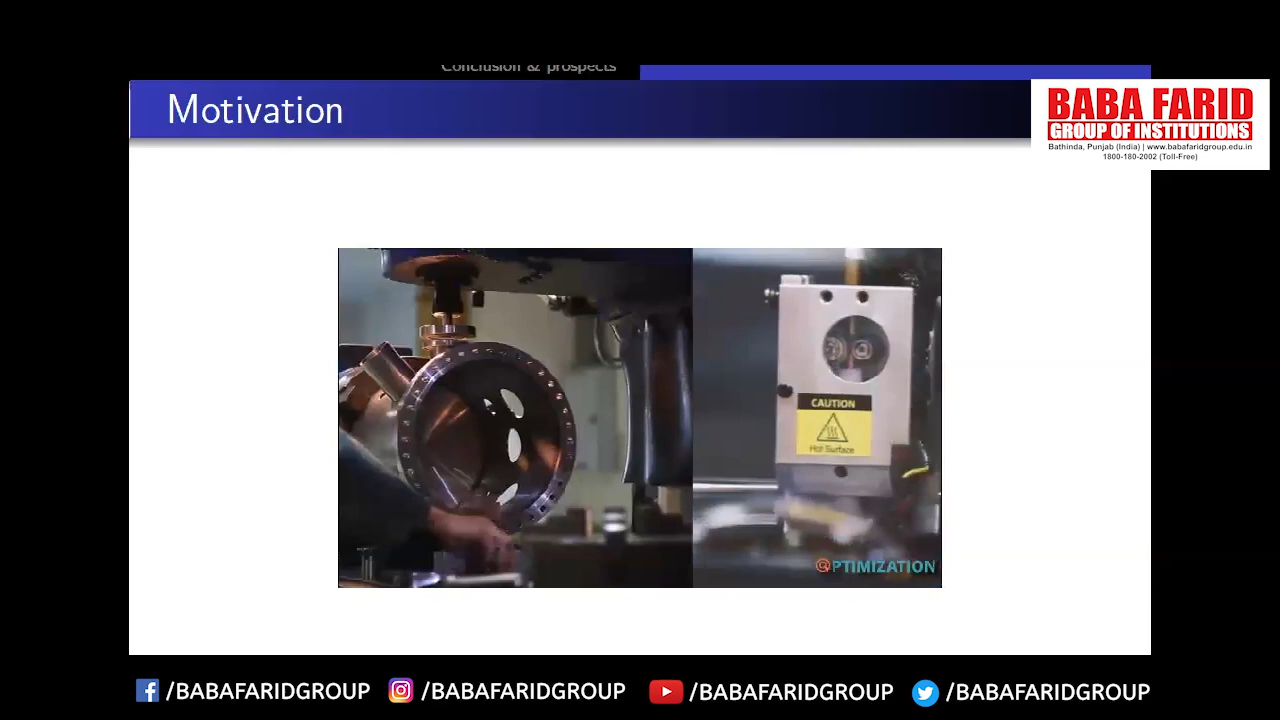 Conclusion & prospects
Motivation
BABA FARID
GROUP OF INSTITUTIONS
Bathinda, Punjab (India) | www.babafaridgroup.edu.in
1800-180-2002 (Toll-Free)
CAUTION
Hot Surface
@PTIMIZATION
/BABAFARIDGROUP /BABAFARIDGROUP /BABAFARIDGROUP /BABAFARIDGROUP